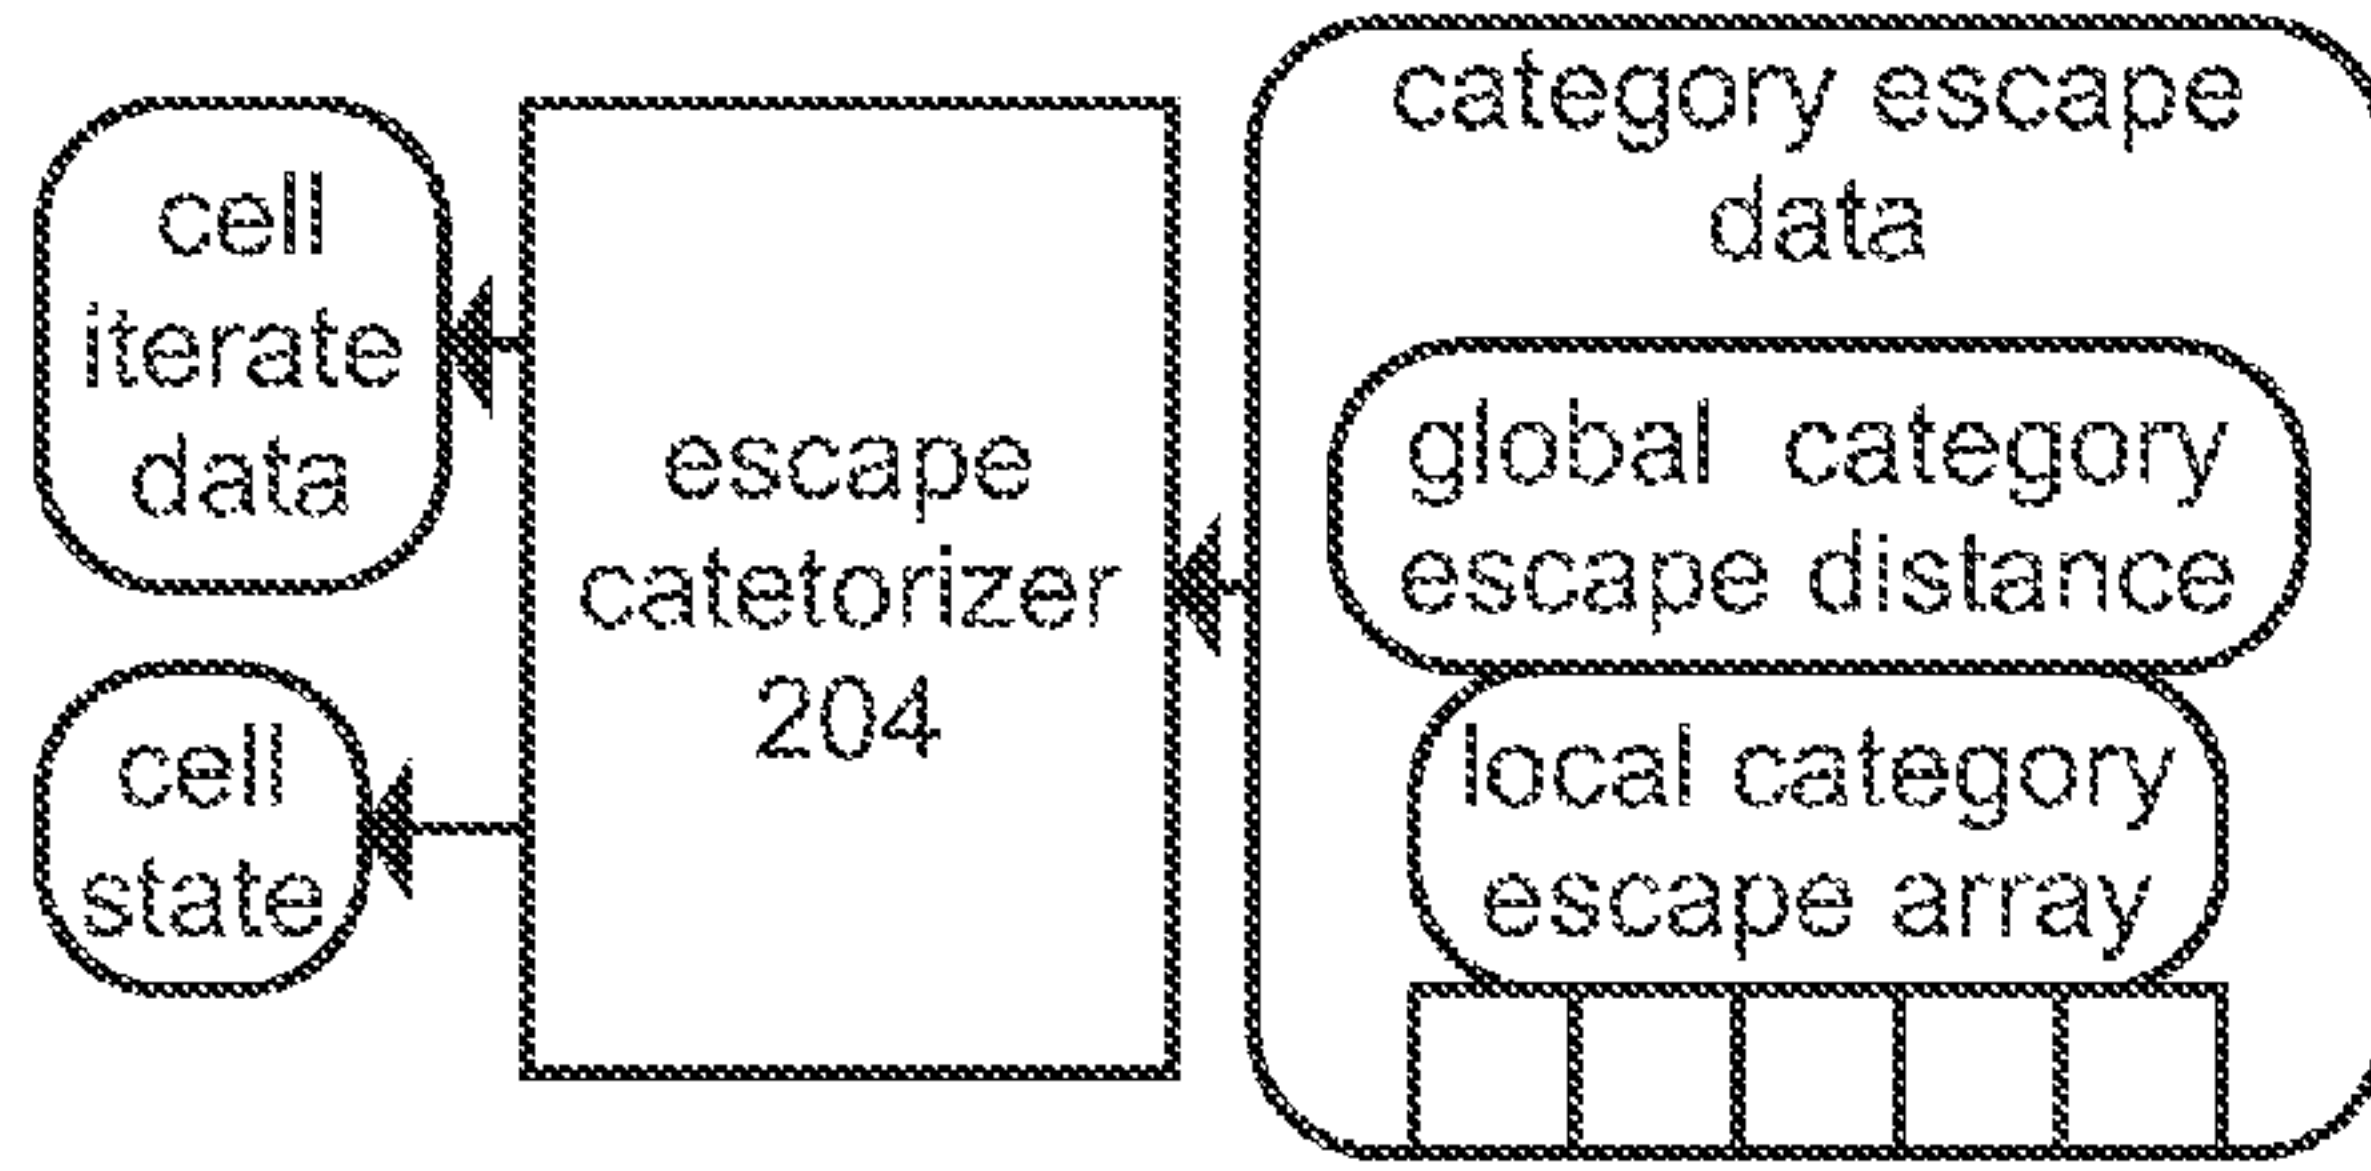 cell
iterate
data
cell
state
escape
catetorizer
204
category escape
data
global category
escape distance
local category
escape array